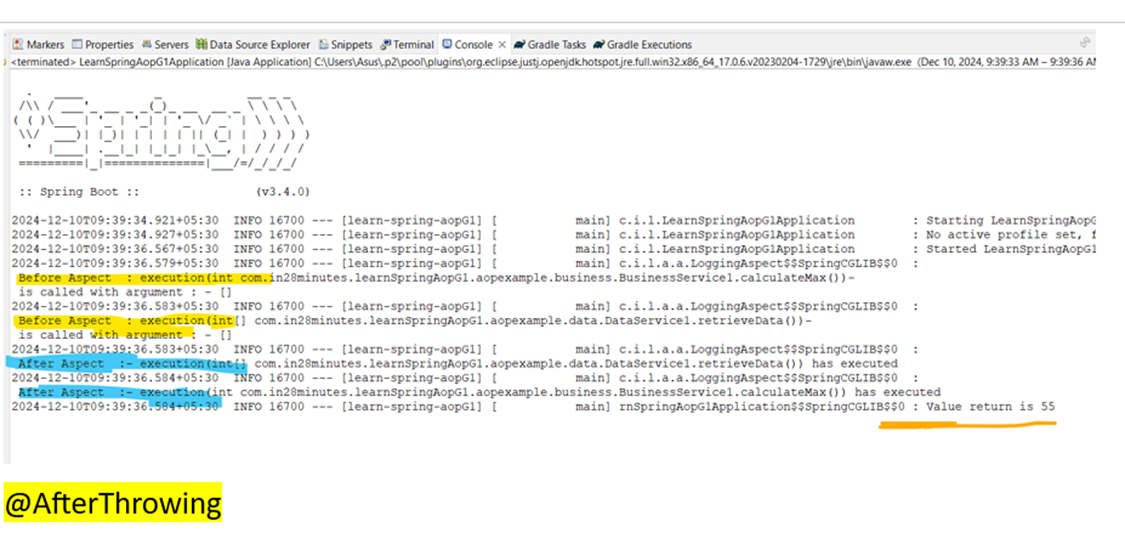 Markers Properties Servers Data Source Explorer Snippets Terminal Console Gradle Tasks Gradle Executions
<terminated> LearnSpringAopG1Application [Java Application] C:\Users\Asus\.p2\pool\plugins\org.eclipse.justj.openjdk.hotspot.jre.full.win32.x86_64_17.0.6.v20230204-1729\jre\bin\javaw.exe (Dec 10, 2024, 9:39:33 AM – 9:39:36 AM
:: Spring Boot :: (v3.4.0)
2024-12-10T09:39:34.921+05:30 INFO 16700 --- [learn-spring-aopG1] [ main] c.i.l.LearnSpringAopG1Application : Starting LearnSpringAopG
2024-12-10T09:39:34.927+05:30 INFO 16700 --- [learn-spring-aopG1] [ main] c.i.l.LearnSpringAopG1Application : No active profile set, f
2024-12-10T09:39:36.567+05:30 INFO 16700 --- [learn-spring-aopG1] [ main] c.i.l.LearnSpringAopG1Application : Started LearnSpringAopG1
2024-12-10T09:39:36.579+05:30 INFO 16700 --- [learn-spring-aopG1] [ main] c.i.l.a.a.LoggingAspect$$SpringCGLIB$$0 :
Before Aspect : execution(int com.in28minutes.learnSpringAopG1.aopexample.business.BusinessService1.calculateMax())-
is called with argument : - []
2024-12-10T09:39:36.583+05:30 INFO 16700 --- [learn-spring-aopG1] [ main] c.i.l.a.a.LoggingAspect$$SpringCGLIB$$0 :
Before Aspect : execution(int[] com.in28minutes.learnSpringAopG1.aopexample.data.DataService1.retrieveData())-
is called with argument : - []
2024-12-10T09:39:36.583+05:30 INFO 16700 --- [learn-spring-aopG1] [ main] c.i.l.a.a.LoggingAspect$$SpringCGLIB$$0 :
After Aspect :- execution(int[] com.in28minutes.learnSpringAopG1.aopexample.data.DataService1.retrieveData()) has executed
2024-12-10T09:39:36.584+05:30 INFO 16700 --- [learn-spring-aopG1] [ main] c.i.l.a.a.LoggingAspect$$SpringCGLIB$$0 :
After Aspect :- execution(int com.in28minutes.learnSpringAopG1.aopexample.business.BusinessService1.calculateMax()) has executed
2024-12-10T09:39:36.584+05:30 INFO 16700 --- [learn-spring-aopG1] [ main] rnSpringAopG1Application$$SpringCGLIB$$0 : Value return is 55
@AfterThrowing